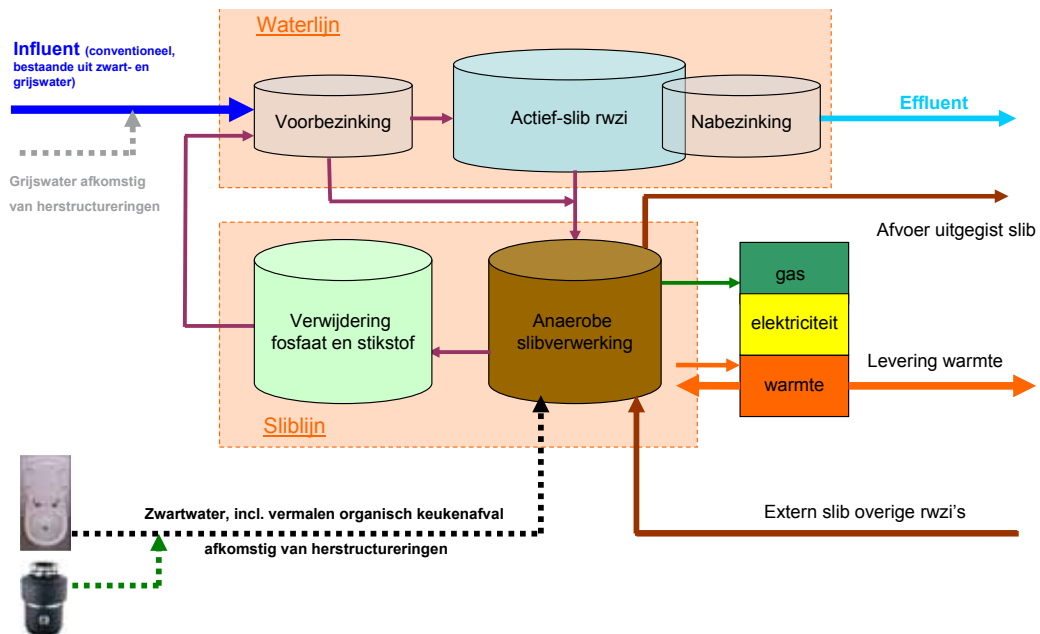 Waterlijn
Influent (conventioneel,
bestaande uit zwart- en
grijswater)
Voorbezinking
Actief-slib rwzi
Nabezinking
Effluent
Grijswater afkomstig
van herstructureringen
Afvoer uitgegist slib
Verwijdering
fosfaat en stikstof
Anaerobe
slibverwerking
gas
elektriciteit
warmte
Levering warmte
Sliblijn
Zwartwater, incl. vermalen organisch keukenafval
afkomstig van herstructureringen
Extern slib overige rwzi's